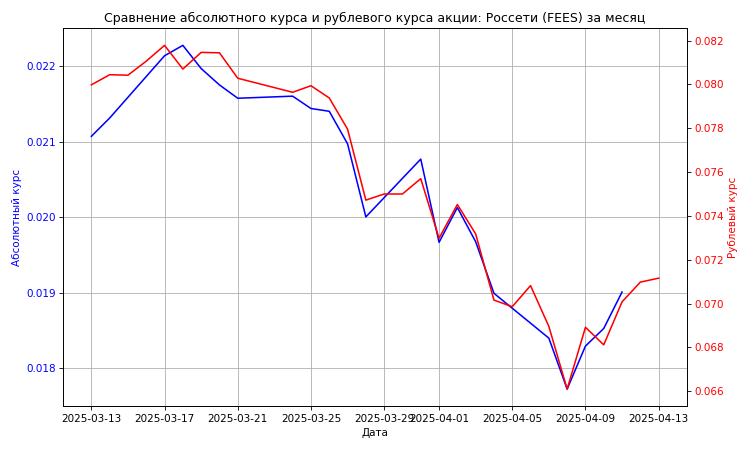 Сравнение абсолютного курса и рублевого курса акции: Россети (FEES) за месяц
0.022
0.021
0.020
0.019
0.018
Абсолютный курс
0.082
0.080
0.078
0.076
0.074
0.072
0.070
0.068
0.066
Рублевый курс
2025-03-13 2025-03-17 2025-03-21 2025-03-25 2025-03-29 2025-04-01 2025-04-05 2025-04-09 2025-04-13
Дата